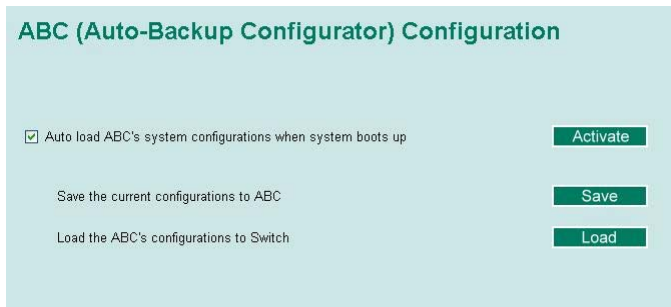 ABC (Auto-Backup Configurator) Configuration
Auto load ABC's system configurations when system boots up Activate
Save the current configurations to ABC Save
Load the ABC's configurations to Switch Load